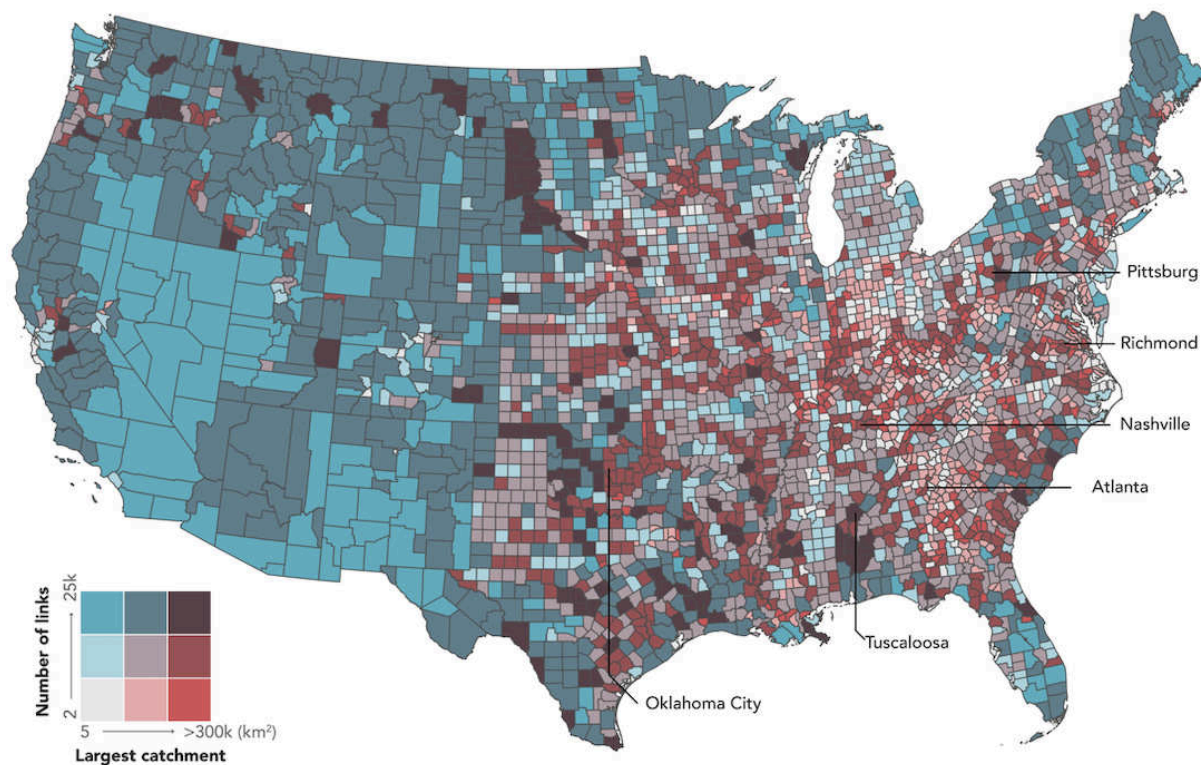 Pittsburg
Richmond
Nashville
Atlanta
Tuscaloosa
Oklahoma City
Number of links
25k
2
5
>300k (km²)
Largest catchment